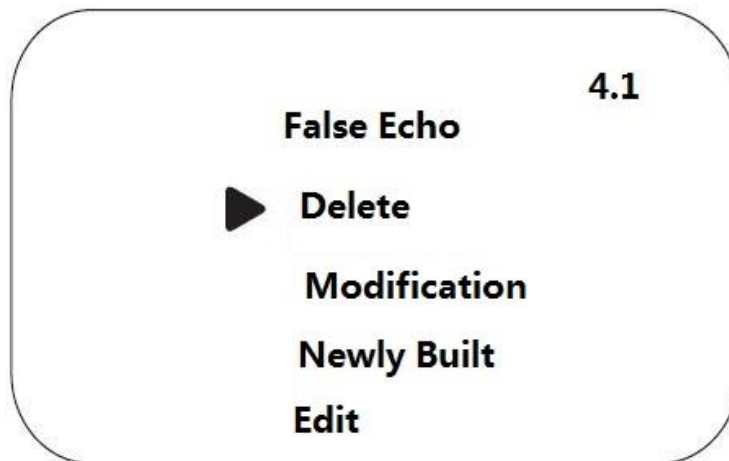 4.1
False Echo
Delete
Modification
Newly Built
Edit